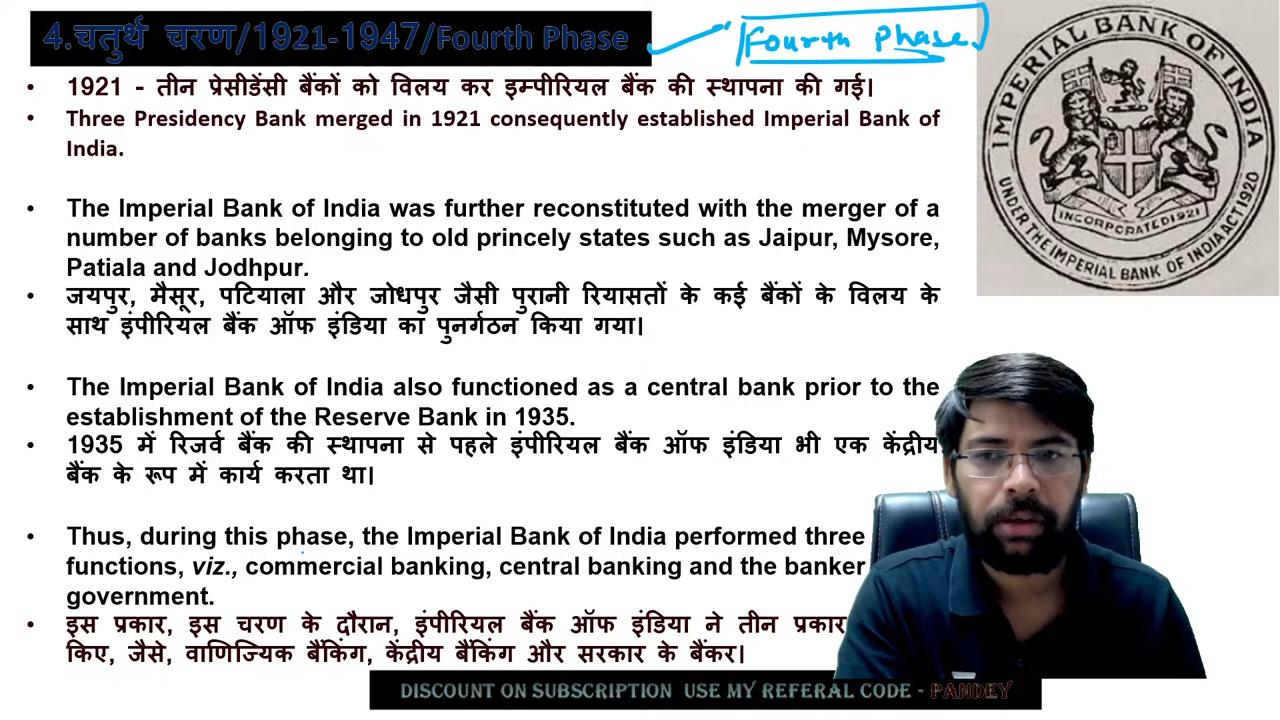 4.चतुर्थ चरण/1921-1947/Fourth Phase
Fourth Phase
• 1921 - तीन प्रेसीडेंसी बैंकों को विलय कर इम्पीरियल बैंक की स्थापना की गई।
• Three Presidency Bank merged in 1921 consequently established Imperial Bank of
India.
• The Imperial Bank of India was further reconstituted with the merger of a
number of banks belonging to old princely states such as Jaipur, Mysore,
Patiala and Jodhpur.
• जयपुर, मैसूर, पटियाला और जोधपुर जैसी पुरानी रियासतों के कई बैंकों के विलय के
साथ इंपीरियल बैंक ऑफ इंडिया का पुनर्गठन किया गया।
• The Imperial Bank of India also functioned as a central bank prior to the
establishment of the Reserve Bank in 1935.
• 1935 में रिजर्व बैंक की स्थापना से पहले इंपीरियल बैंक ऑफ इंडिया भी एक केंद्रीय
बैंक के रूप में कार्य करता था।
• Thus, during this phase, the Imperial Bank of India performed three
functions, viz., commercial banking, central banking and the banker
government.
• इस प्रकार, इस चरण के दौरान, इंपीरियल बैंक ऑफ इंडिया ने तीन प्रकार
किए, जैसे, वाणिज्यिक बैंकिंग, केंद्रीय बैंकिंग और सरकार के बैंकर।
IMPERIAL BANK OF INDIA
INCORPORATED 1921
UNDER THE IMPERIAL BANK OF INDIA ACT 1920
DISCOUNT ON SUBSCRIPTION USE MY REFERAL CODE - PANDEY